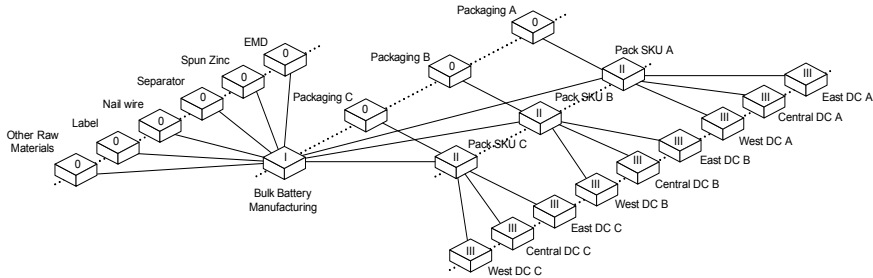 Packaging A
0
Packaging B
0
Pack SKU A
II
EMD
0
Spun Zinc
0
Separator
0
Nail wire
0
Label
0
Other Raw
Materials
0
Packaging C
0
Pack SKU B
II
III
East DC A
III
Central DC A
III
West DC A
I
Bulk Battery
Manufacturing
Pack SKU C
II
III
East DC B
III
Central DC B
III
West DC B
III
East DC C
III
Central DC C
III
West DC C